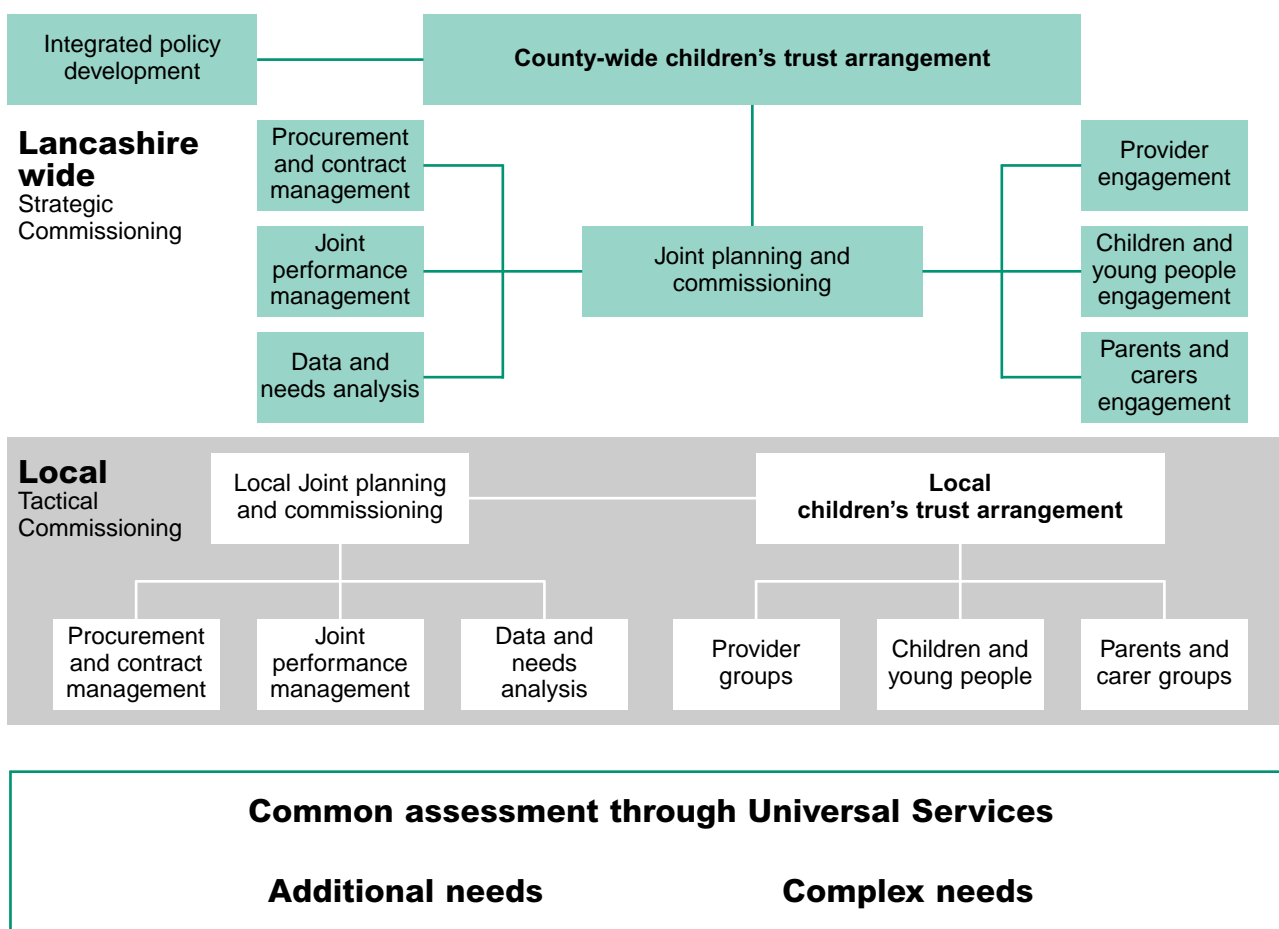 Integrated policy
development
County-wide children’s trust arrangement
Lancashire
wide
Strategic
Commissioning
Procurement
and contract
management
Joint
performance
management
Data and
needs analysis
Joint planning and
commissioning
Provider
engagement
Children and
young people
engagement
Parents and
carers
engagement
Local
Tactical
Commissioning
Local Joint planning
and commissioning
Local
children’s trust arrangement
Procurement
and contract
management
Joint
performance
management
Data and
needs
analysis
Provider
groups
Children and
young people
Parents and
carer groups
Common assessment through Universal Services
Additional needs
Complex needs